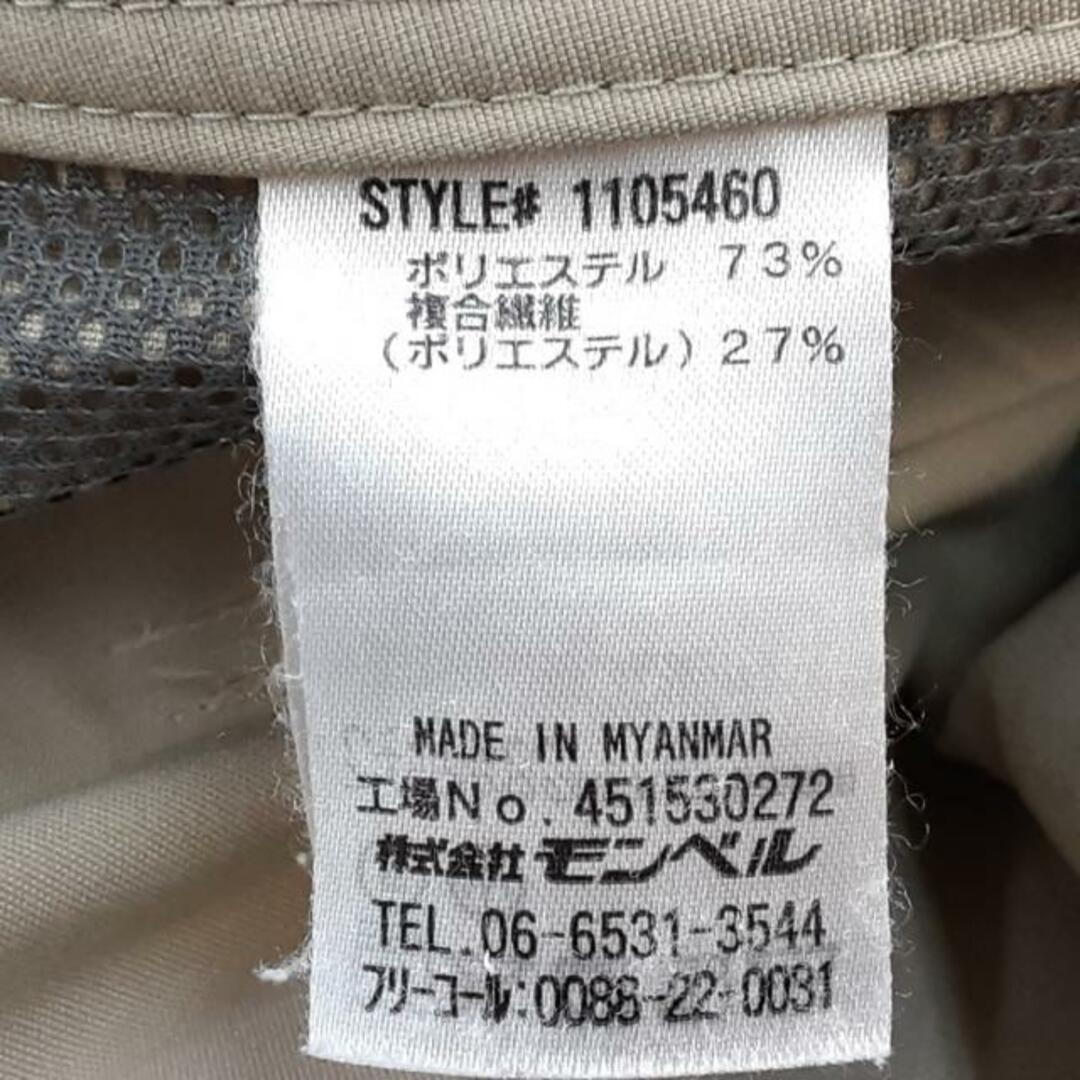 STYLE# 1105460
ポリエステル 73%
複合繊維
(ポリエステル) 27%
MADE IN MYANMAR
工場No. 451530272
株式会社 モンベル
TEL.06-6531-3544
フリーコール:0088-22-0031